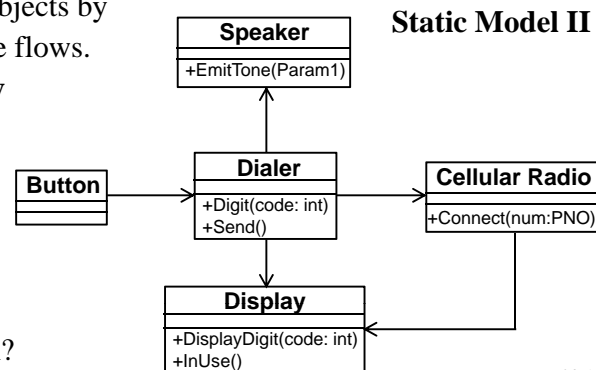 bjects by
e flows.
Static Model II
Speaker
+EmitTone(Param1)
Button
Dialer
+Digit(code: int)
+Send()
Cellular Radio
+Connect(num:PNO)
Display
+DisplayDigit(code: int)
+InUse()
?